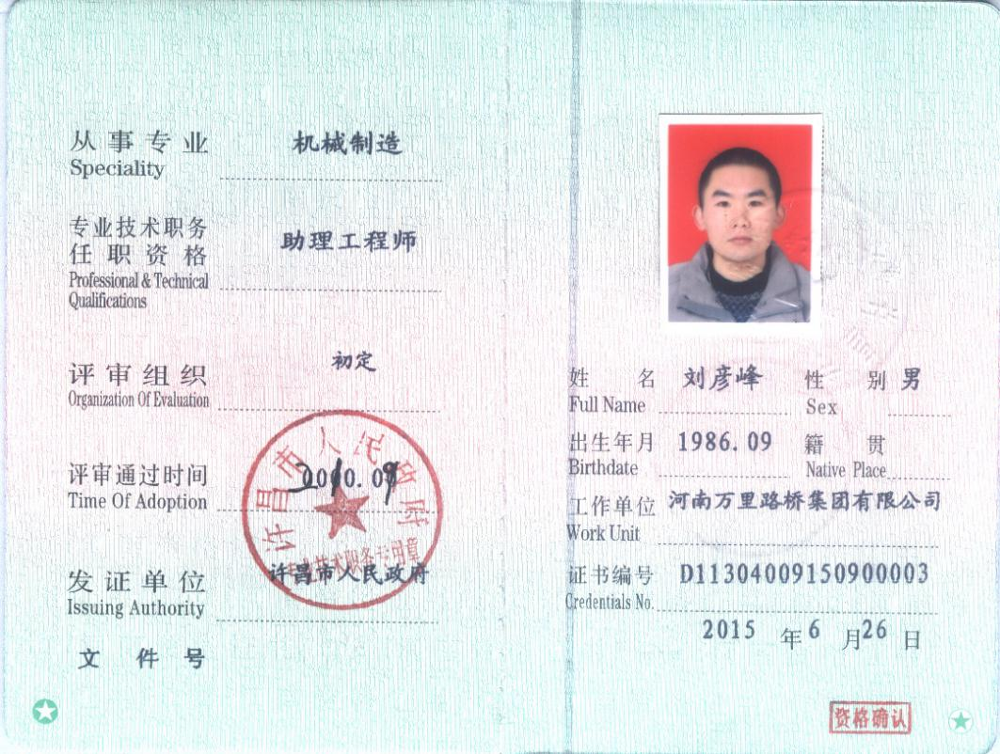 从事专业 机械制造
Speciality
专业技术职务
任职资格 助理工程师
Professional & Technical
Qualifications
评审组织 初定
Organization Of Evaluation
评审通过时间
Time Of Adoption
许昌市人民政府
专业技术职务专用章
发证单位 许昌市人民政府
Issuing Authority
文件号
姓名 刘彦峰 性别 男
Full Name Sex
出生年月 1986.09 籍贯
Birthdate Native Place
工作单位 河南万里路桥集团有限公司
Work Unit
证书编号 D11304009150900003
Credentials No.
2015 年 6 月 26 日
资格确认